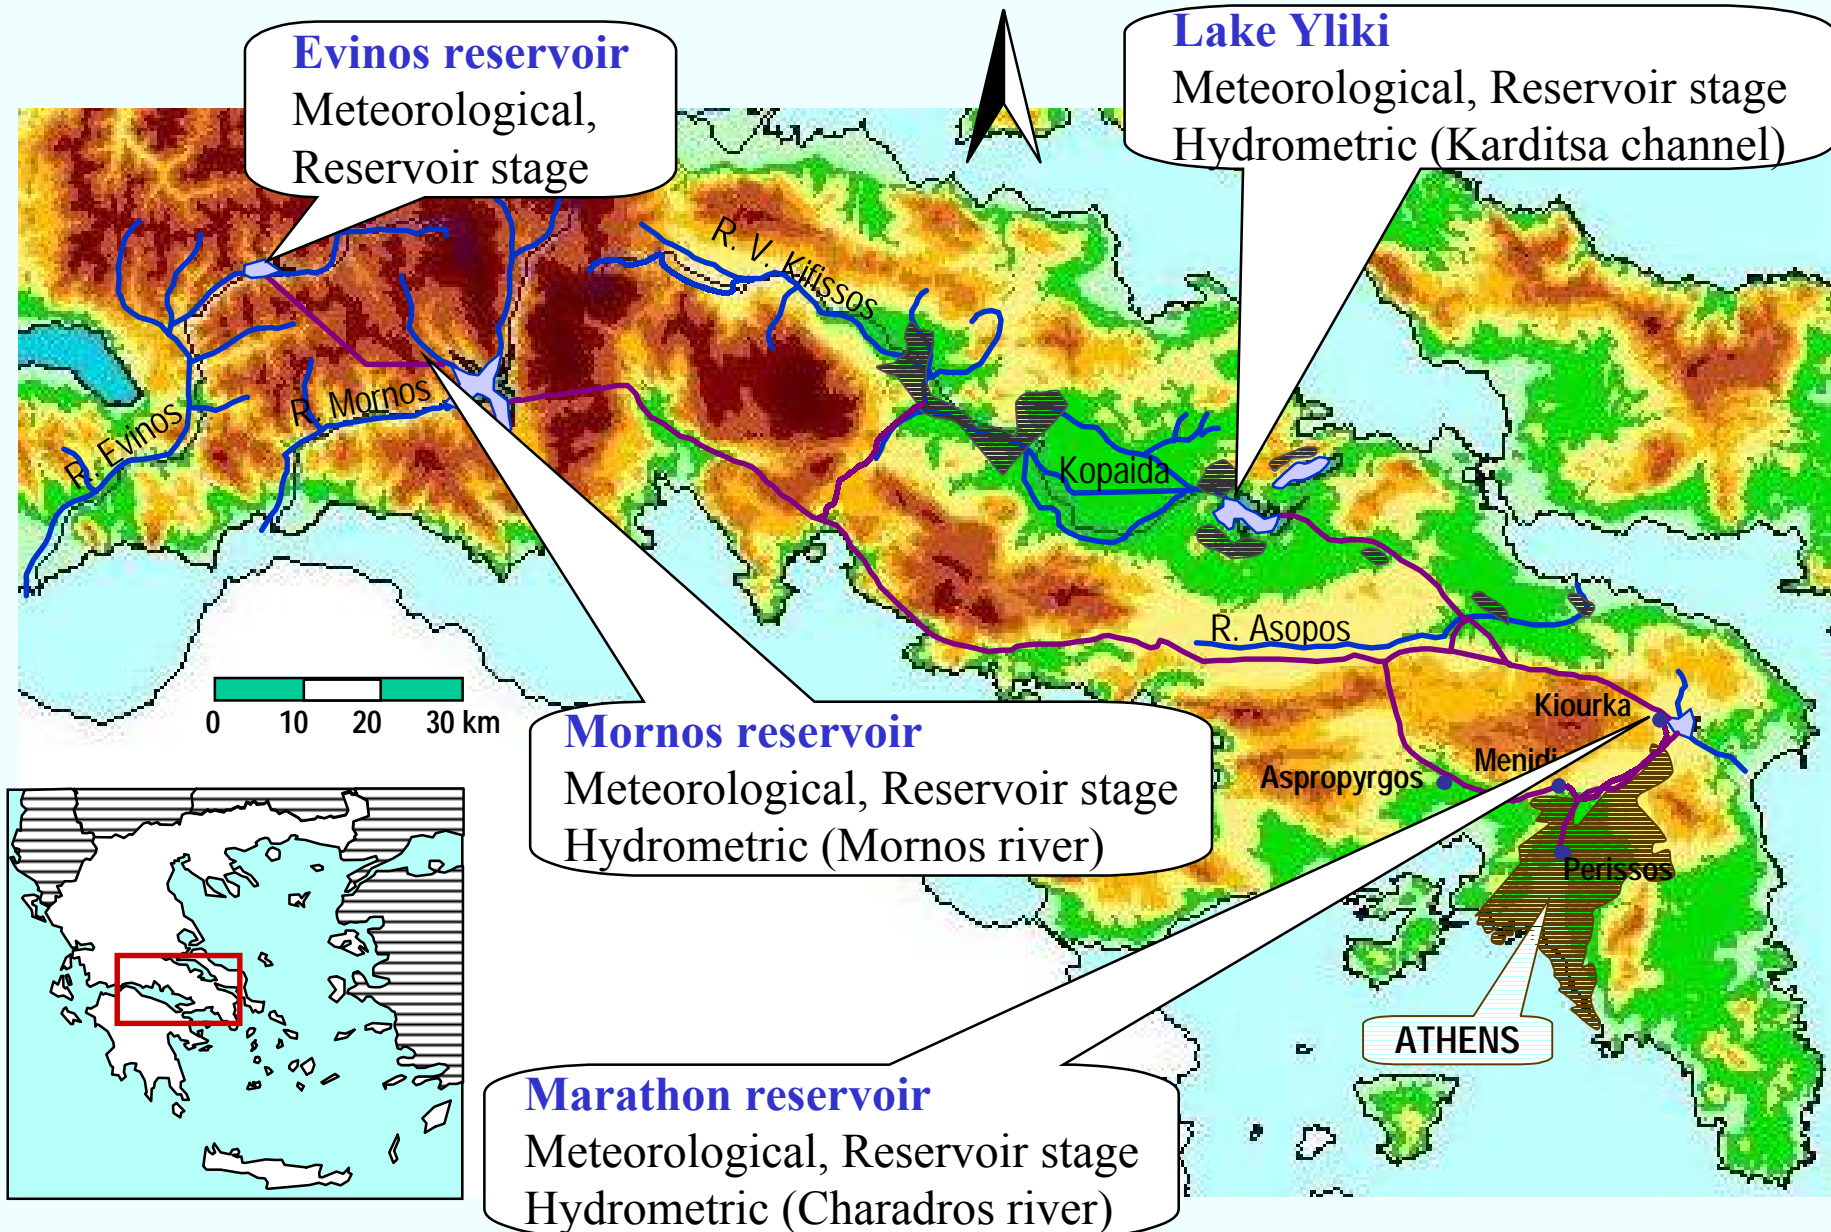 Evinos reservoir
Meteorological,
Reservoir stage
Lake Yliki
Meteorological, Reservoir stage
Hydrometric (Karditsa channel)
R. V. Kifissos
R. Mornos
R. Evinos
Kopaida
R. Asopos
0 10 20 30 km
Mornos reservoir
Meteorological, Reservoir stage
Hydrometric (Mornos river)
Kiourka
Menidi
Aspropyrgos
Perissos
ATHENS
Marathon reservoir
Meteorological, Reservoir stage
Hydrometric (Charadros river)